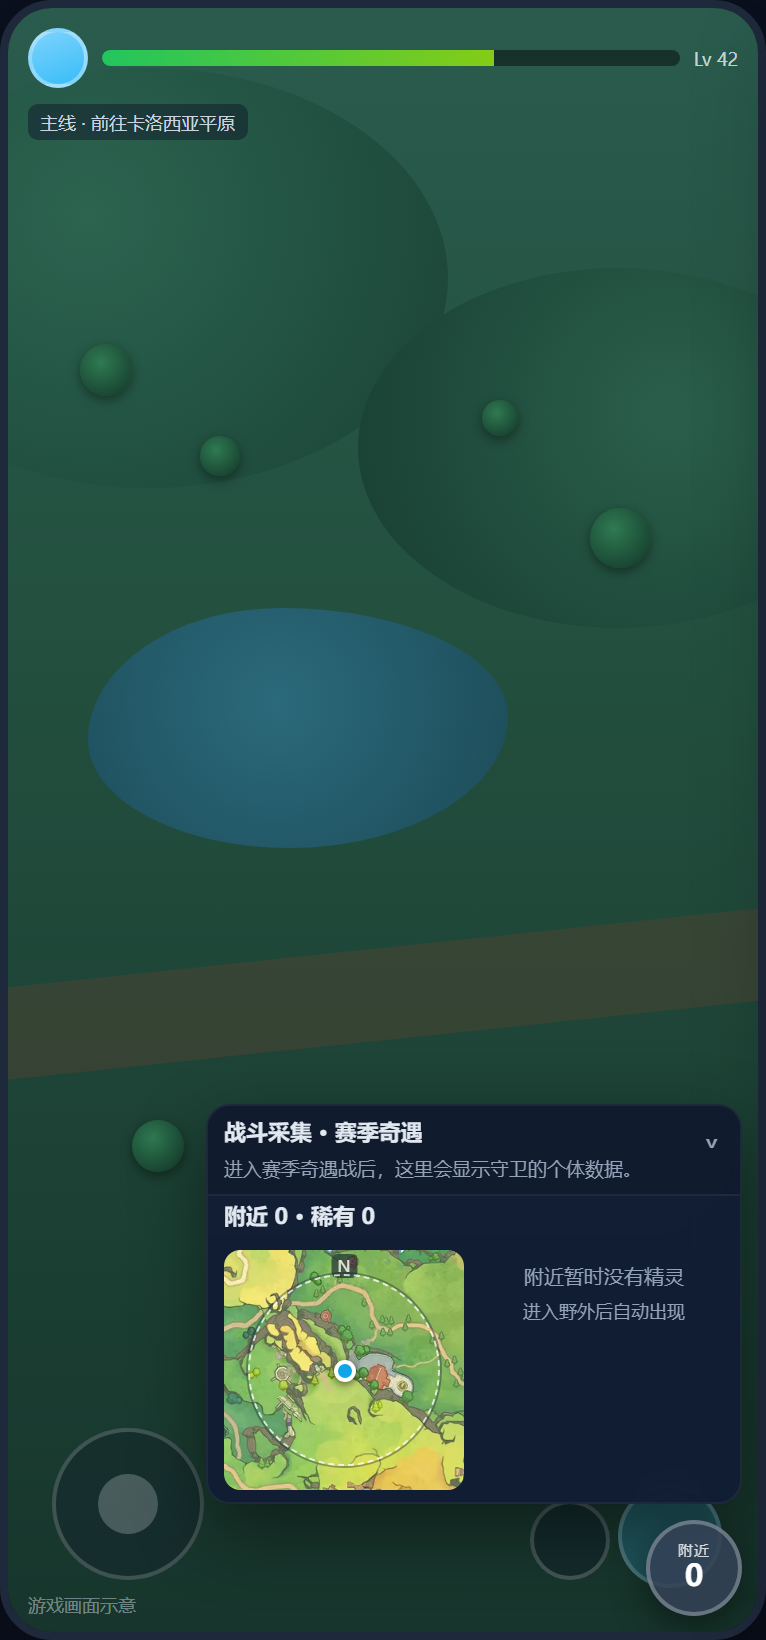 Lv 42
主线 · 前往卡洛西亚平原
战斗采集 • 赛季奇遇
v
进入赛季奇遇战后，这里会显示守卫的个体数据。
附近 0 • 稀有 0
N
附近暂时没有精灵
进入野外后自动出现
附近
0
游戏画面示意